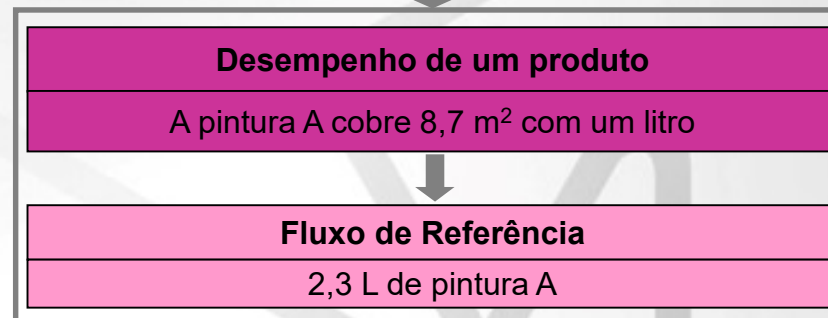 Desempenho de um produto
A pintura A cobre 8,7 m² com um litro
Fluxo de Referência
2,3 L de pintura A